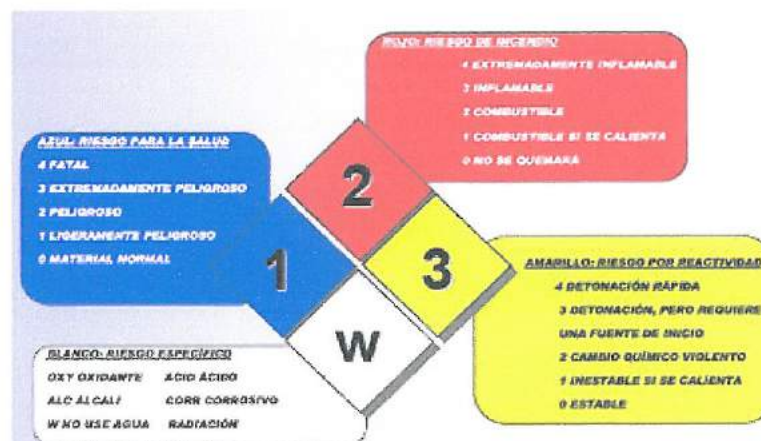 ROJO: RIESGO DE INCENDIO
4 EXTREMADAMENTE INFLAMABLE
3 INFLAMABLE
2 COMBUSTIBLE
1 COMBUSTIBLE SI SE CALIENTA
0 NO SE QUEMARÁ
AZUL: RIESGO PARA LA SALUD
4 FATAL
3 EXTREMADAMENTE PELIGROSO
2 PELIGROSO
1 LIGERAMENTE PELIGROSO
0 MATERIAL NORMAL
2
1
3
W
AMARILLO: RIESGO POR REACTIVIDAD
4 DETONACIÓN RÁPIDA
3 DETONACIÓN, PERO REQUIERE
UNA FUENTE DE INICIO
2 CAMBIO QUÍMICO VIOLENTO
1 INESTABLE SI SE CALIENTA
0 ESTABLE
BLANCO: RIESGO ESPECÍFICO
OXY OXIDANTE ACID ÁCIDO
ALC ÁLCALI CORR CORROSIVO
W NO USE AGUA RADIACIÓN